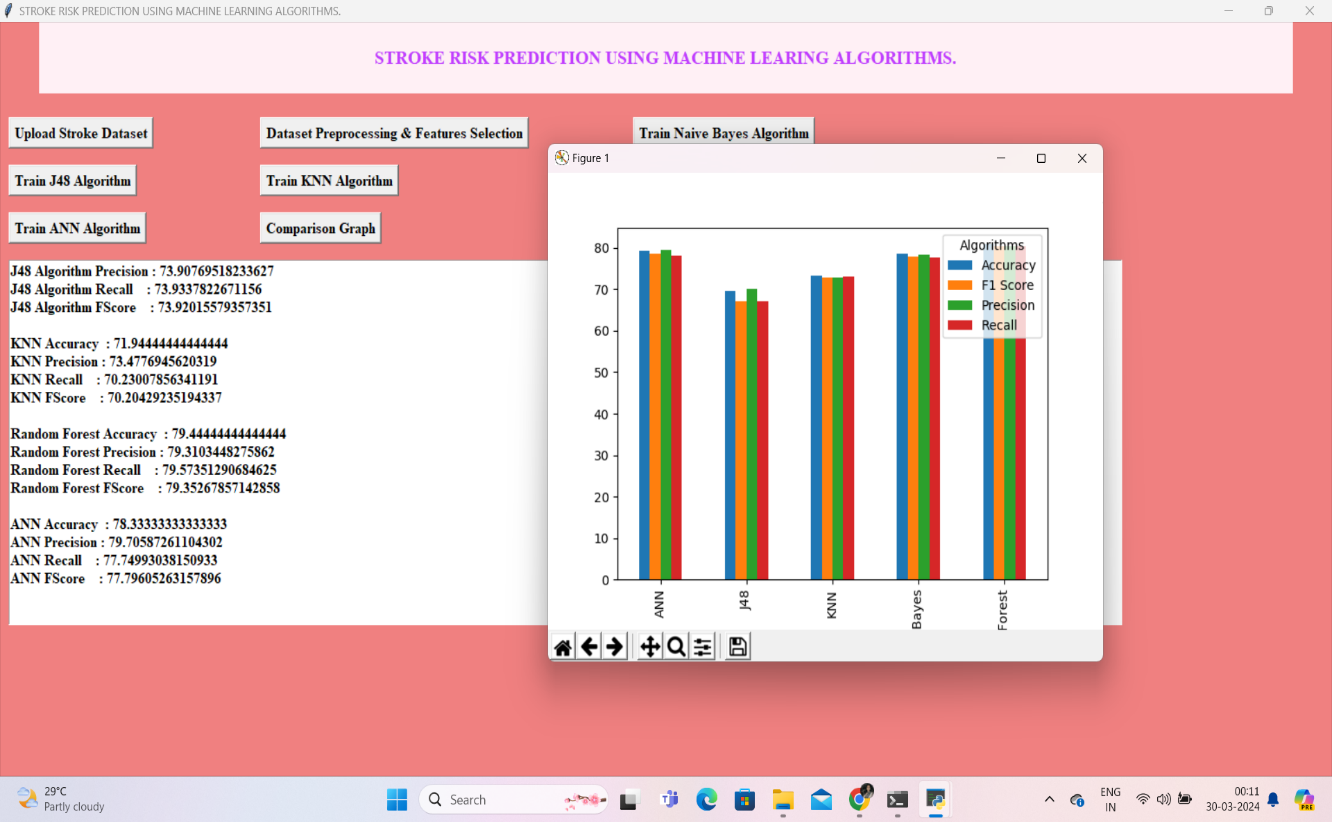 STROKE RISK PREDICTION USING MACHINE LEARNING ALGORITHMS.
STROKE RISK PREDICTION USING MACHINE LEARING ALGORITHMS.
Upload Stroke Dataset
Dataset Preprocessing & Features Selection
Train Naive Bayes Algorithm
Train J48 Algorithm
Train KNN Algorithm
Train ANN Algorithm
Comparison Graph
J48 Algorithm Precision : 73.90769518233627
J48 Algorithm Recall : 73.9337822671156
J48 Algorithm FScore : 73.92015579357351
KNN Accuracy : 71.94444444444444
KNN Precision : 73.4776945620319
KNN Recall : 70.23007856341191
KNN FScore : 70.20429235194337
Random Forest Accuracy : 79.44444444444444
Random Forest Precision : 79.3103448275862
Random Forest Recall : 79.57351290684625
Random Forest FScore : 79.35267857142858
ANN Accuracy : 78.33333333333333
ANN Precision : 79.70587261104302
ANN Recall : 77.74993038150933
ANN FScore : 77.79605263157896
Figure 1
Algorithms
Accuracy
F1 Score
Precision
Recall
80
70
60
50
40
30
20
10
0
ANN
J48
KNN
Bayes
Forest
29°C
Partly cloudy
Search
ENG
IN
00:11
30-03-2024
PRE